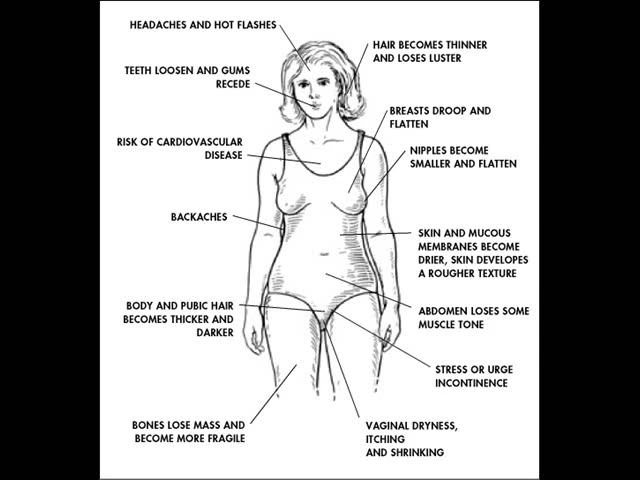 HEADACHES AND HOT FLASHES
HAIR BECOMES THINNER
AND LOSES LUSTER
TEETH LOOSEN AND GUMS
RECEDE
BREASTS DROOP AND
FLATTEN
RISK OF CARDIOVASCULAR
DISEASE
NIPPLES BECOME
SMALLER AND FLATTEN
BACKACHES
SKIN AND MUCOUS
MEMBRANES BECOME
DRIER, SKIN DEVELOPES
A ROUGHER TEXTURE
BODY AND PUBIC HAIR
BECOMES THICKER AND
DARKER
ABDOMEN LOSES SOME
MUSCLE TONE
STRESS OR URGE
INCONTINENCE
BONES LOSE MASS AND
BECOME MORE FRAGILE
VAGINAL DRYNESS,
ITCHING
AND SHRINKING